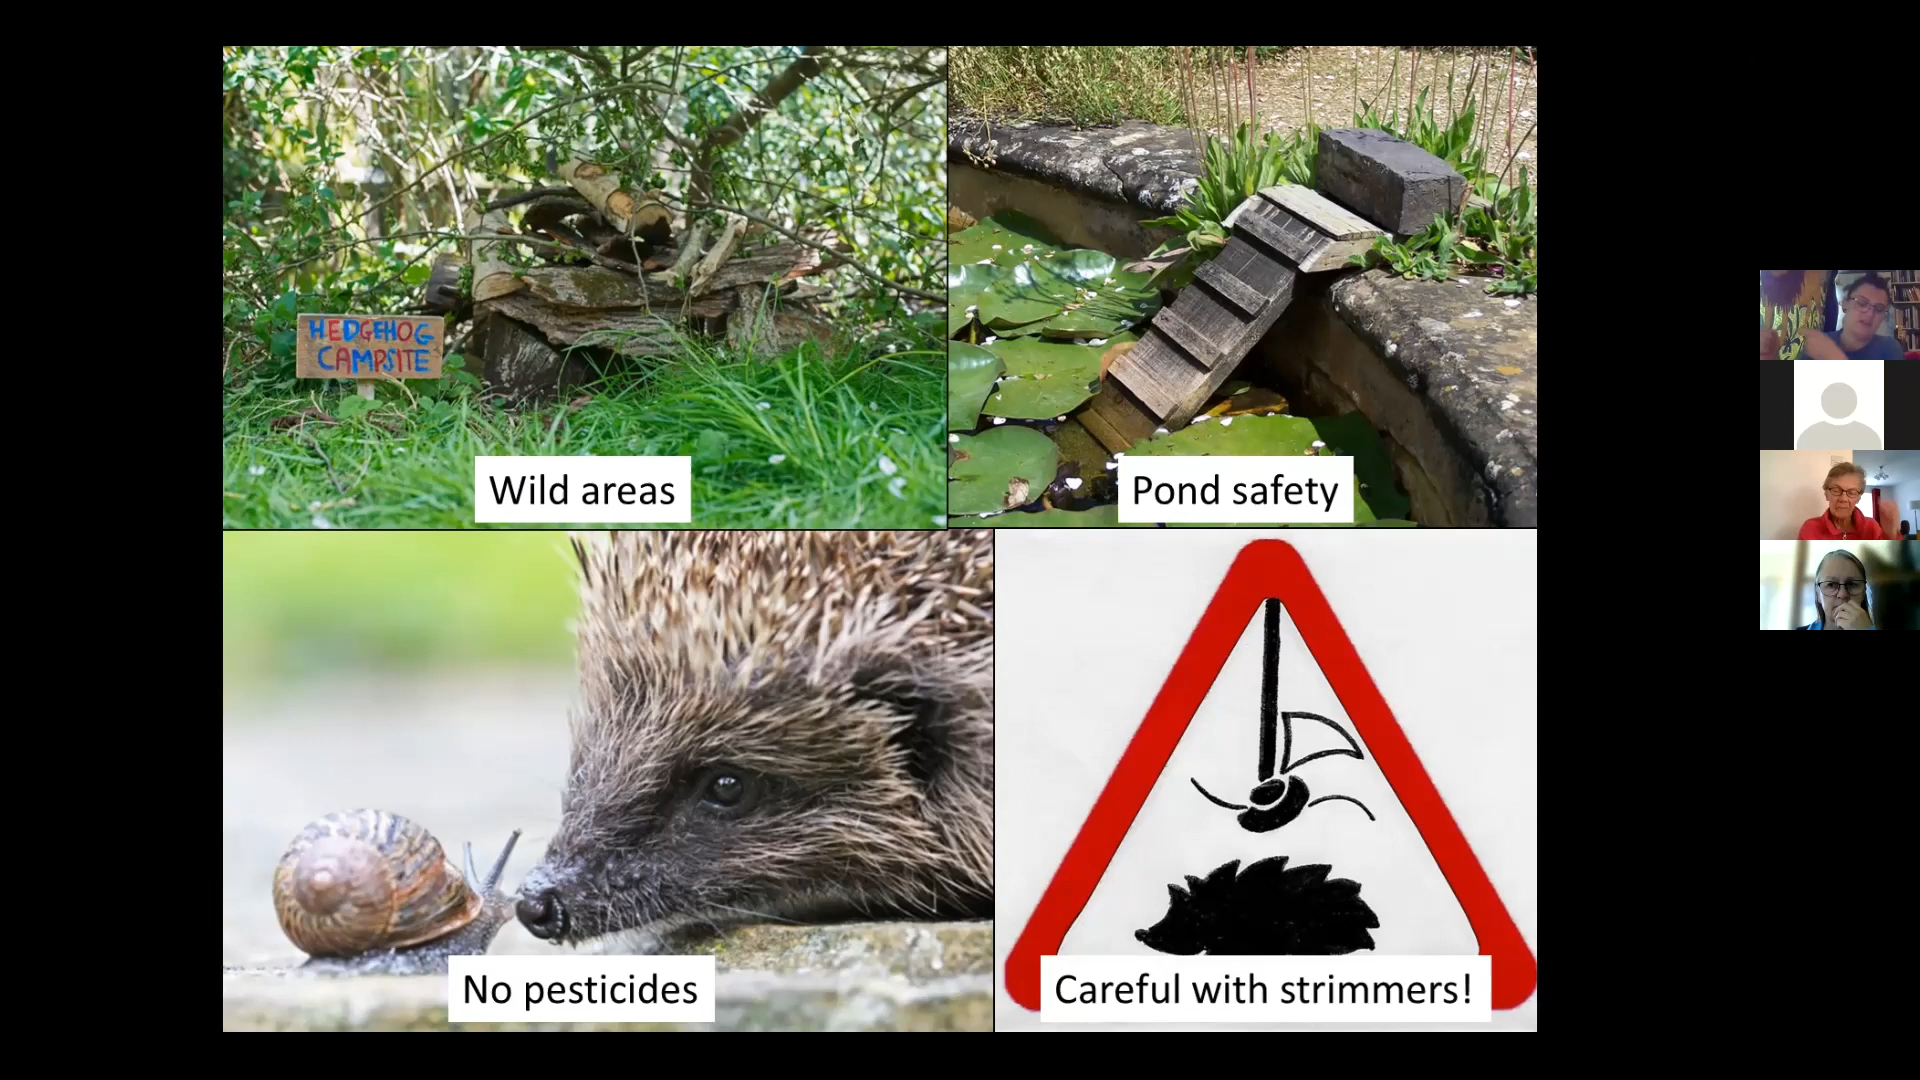 HEDGEHOG
CAMPSITE
Wild areas
Pond safety
No pesticides
Careful with strimmers!